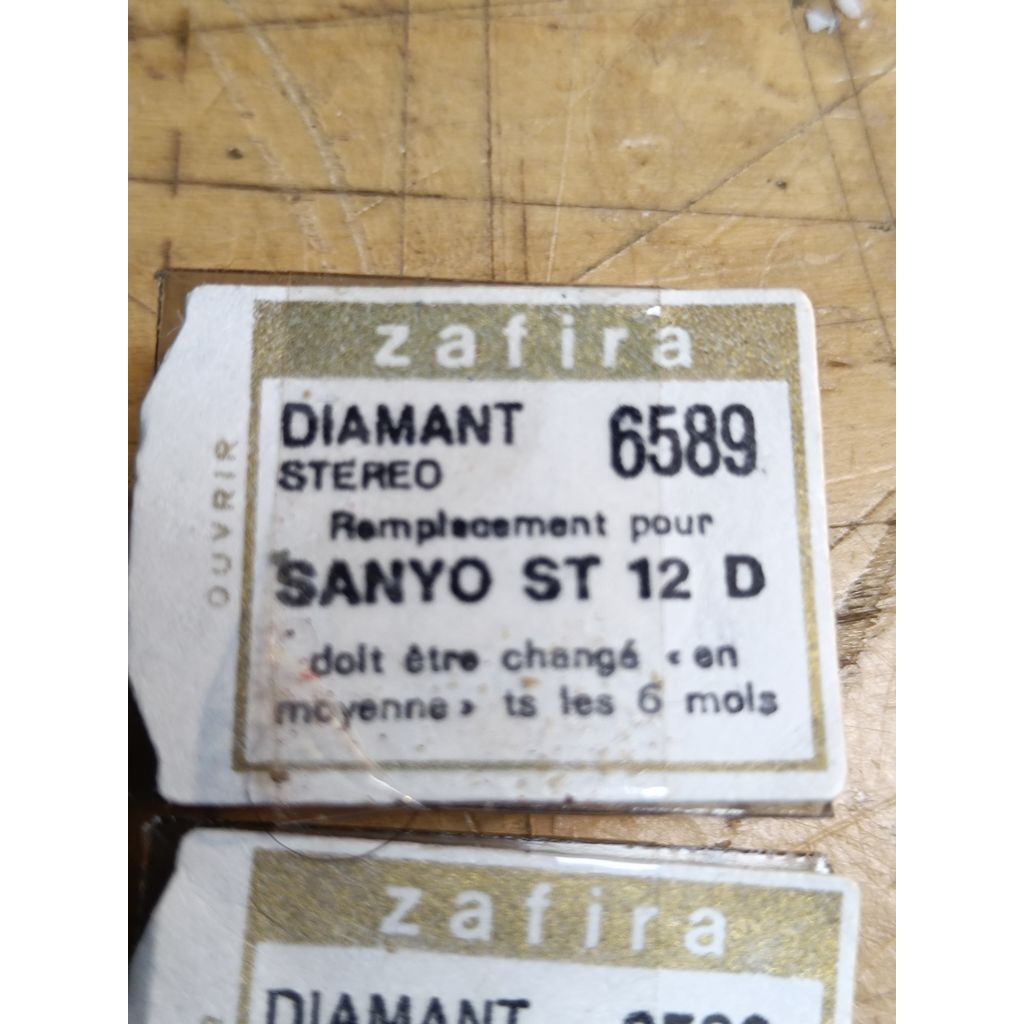 zafira
DIAMANT 6589
STEREO
OUVRIR
Remplacement pour
SANYO ST 12 D
doit être changé « en
moyenne » ts les 6 mois
zafira
DIAMANT